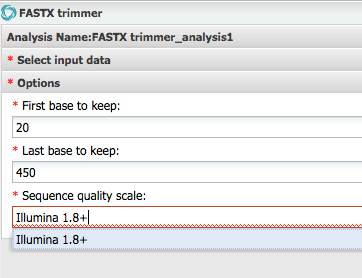 FASTX trimmer
Analysis Name:FASTX trimmer_analysis1
* Select input data
* Options
* First base to keep:
20
* Last base to keep:
450
* Sequence quality scale:
Illumina 1.8+
Illumina 1.8+